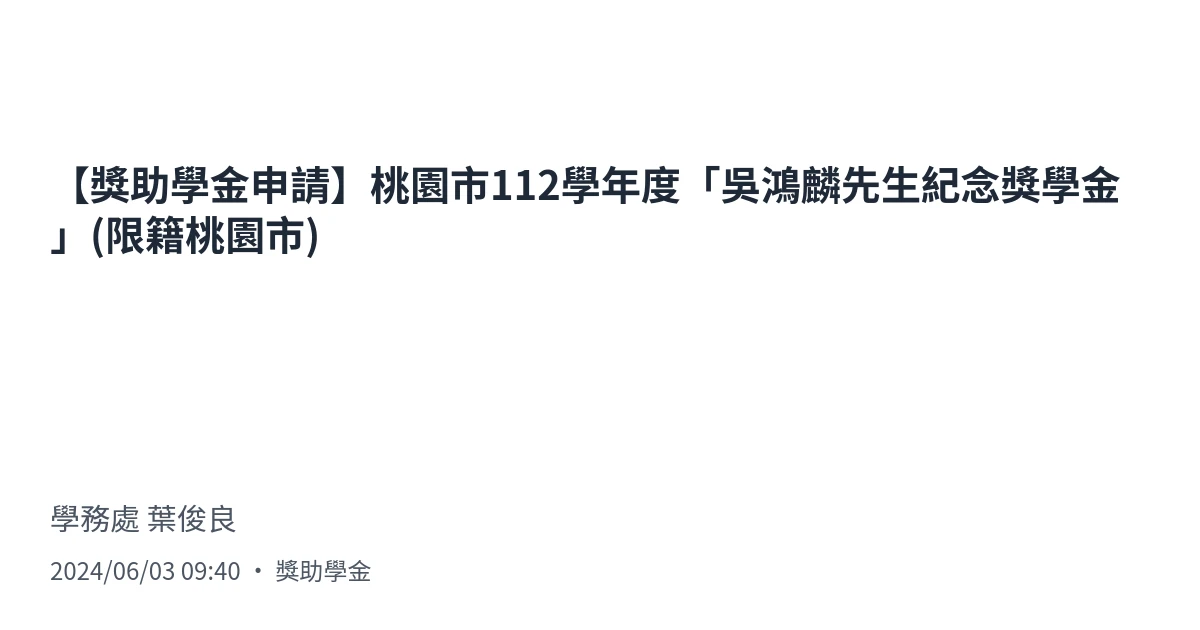 【獎助學金申請】桃園市112學年度「吳鴻麟先生紀念獎學金
」(限籍桃園市)
學務處 葉俊良
2024/06/03 09:40 • 獎助學金